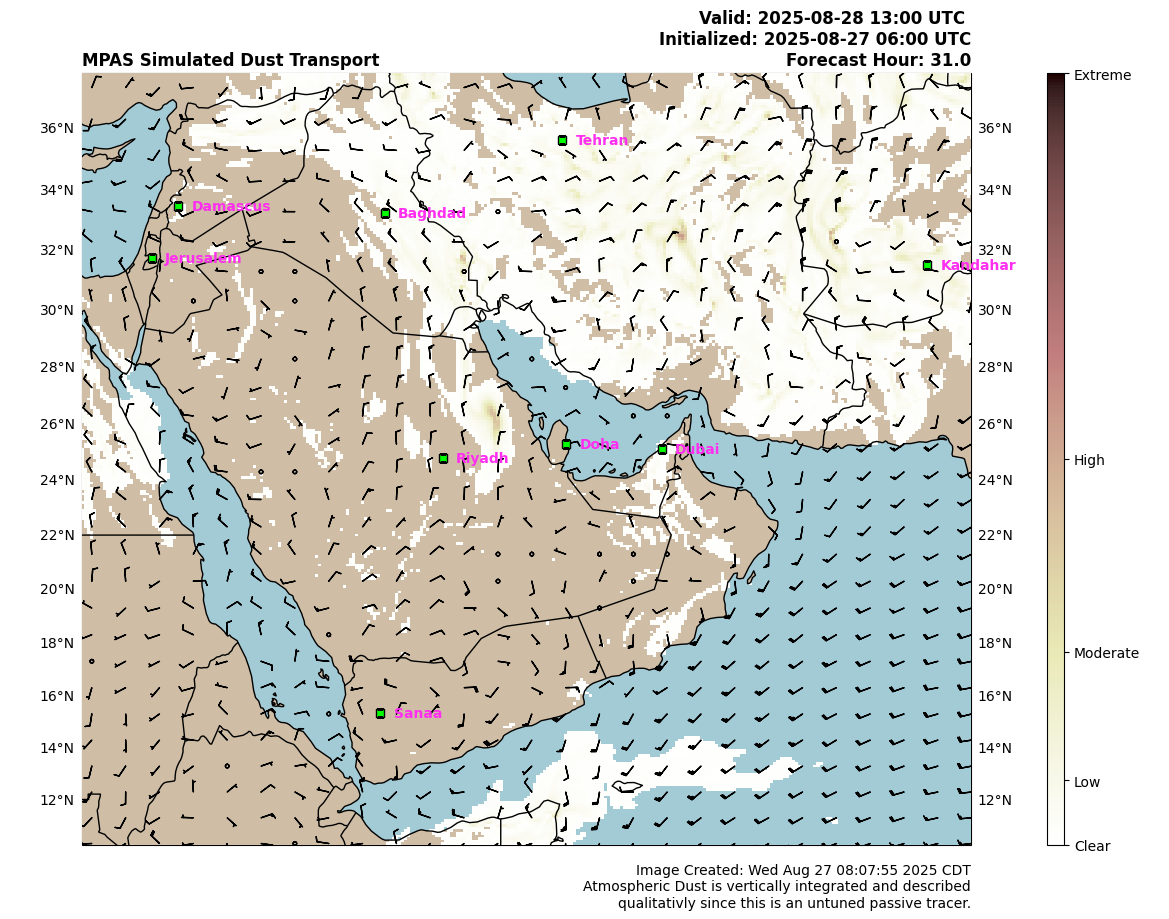 Valid: 2025-08-28 13:00 UTC
Initialized: 2025-08-27 06:00 UTC
MPAS Simulated Dust Transport
Forecast Hour: 31.0
Extreme
High
Moderate
Low
Clear
36°N
34°N
32°N
30°N
28°N
26°N
24°N
22°N
20°N
18°N
16°N
14°N
12°N
36°N
34°N
32°N
30°N
28°N
26°N
24°N
22°N
20°N
18°N
16°N
14°N
12°N
Tehran
Damascus
Baghdad
Jerusalem
Kandahar
Doha
Dubai
Riyadh
Sanaa
Image Created: Wed Aug 27 08:07:55 2025 CDT
Atmospheric Dust is vertically integrated and described
qualitativly since this is an untuned passive tracer.